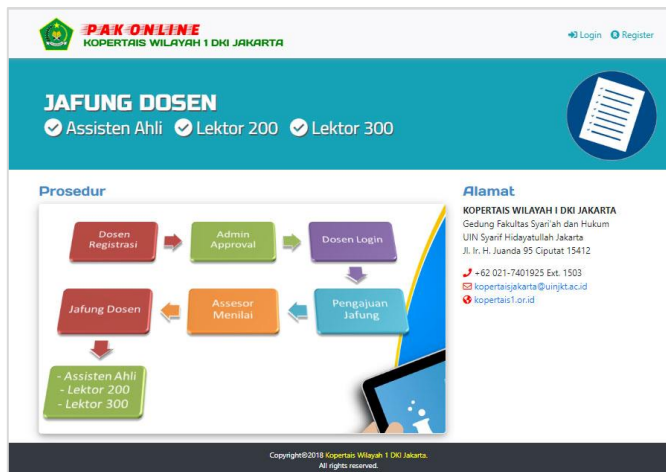 PAK ONLINE
KOPERTAIS WILAYAH 1 DKI JAKARTA
Login Register
JAFUNG DOSEN
Assisten Ahli Lektor 200 Lektor 300
Prosedur
Dosen
Registrasi
Admin
Approval
Dosen Login
Jafung Dosen
Assesor
Menilai
Pengajuan
Jafung
- Assisten Ahli
- Lektor 200
- Lektor 300
Alamat
KOPERTAIS WILAYAH I DKI JAKARTA
Gedung Fakultas Syari'ah dan Hukum
UIN Syarif Hidayatullah Jakarta
Jl. Ir. H. Juanda 95 Ciputat 15412
+62 021-7401925 Ext. 1503
kopertaisjakarta@uinjkt.ac.id
kopertais1.or.id
Copyright©2018 Kopertais Wilayah 1 DKI Jakarta.
All rights reserved.